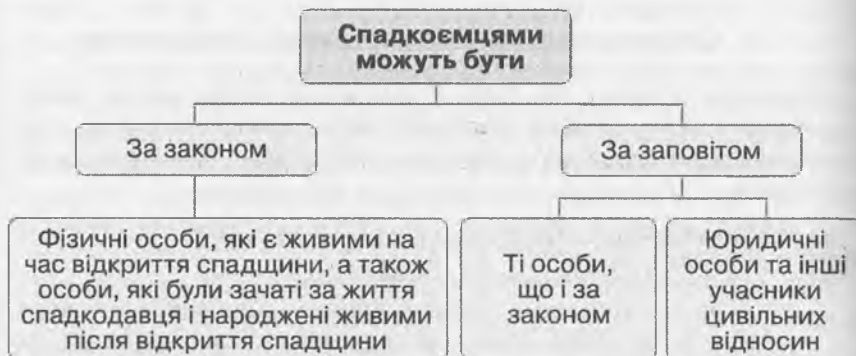 Спадкоємцями
можуть бути
За законом
За заповітом
Фізичні особи, які є живими на
час відкриття спадщини, а також
особи, які були зачаті за життя
спадкодавця і народжені живими
після відкриття спадщини
Ті особи,
що і за
законом
Юридичні
особи та інші
учасники
цивільних
відносин